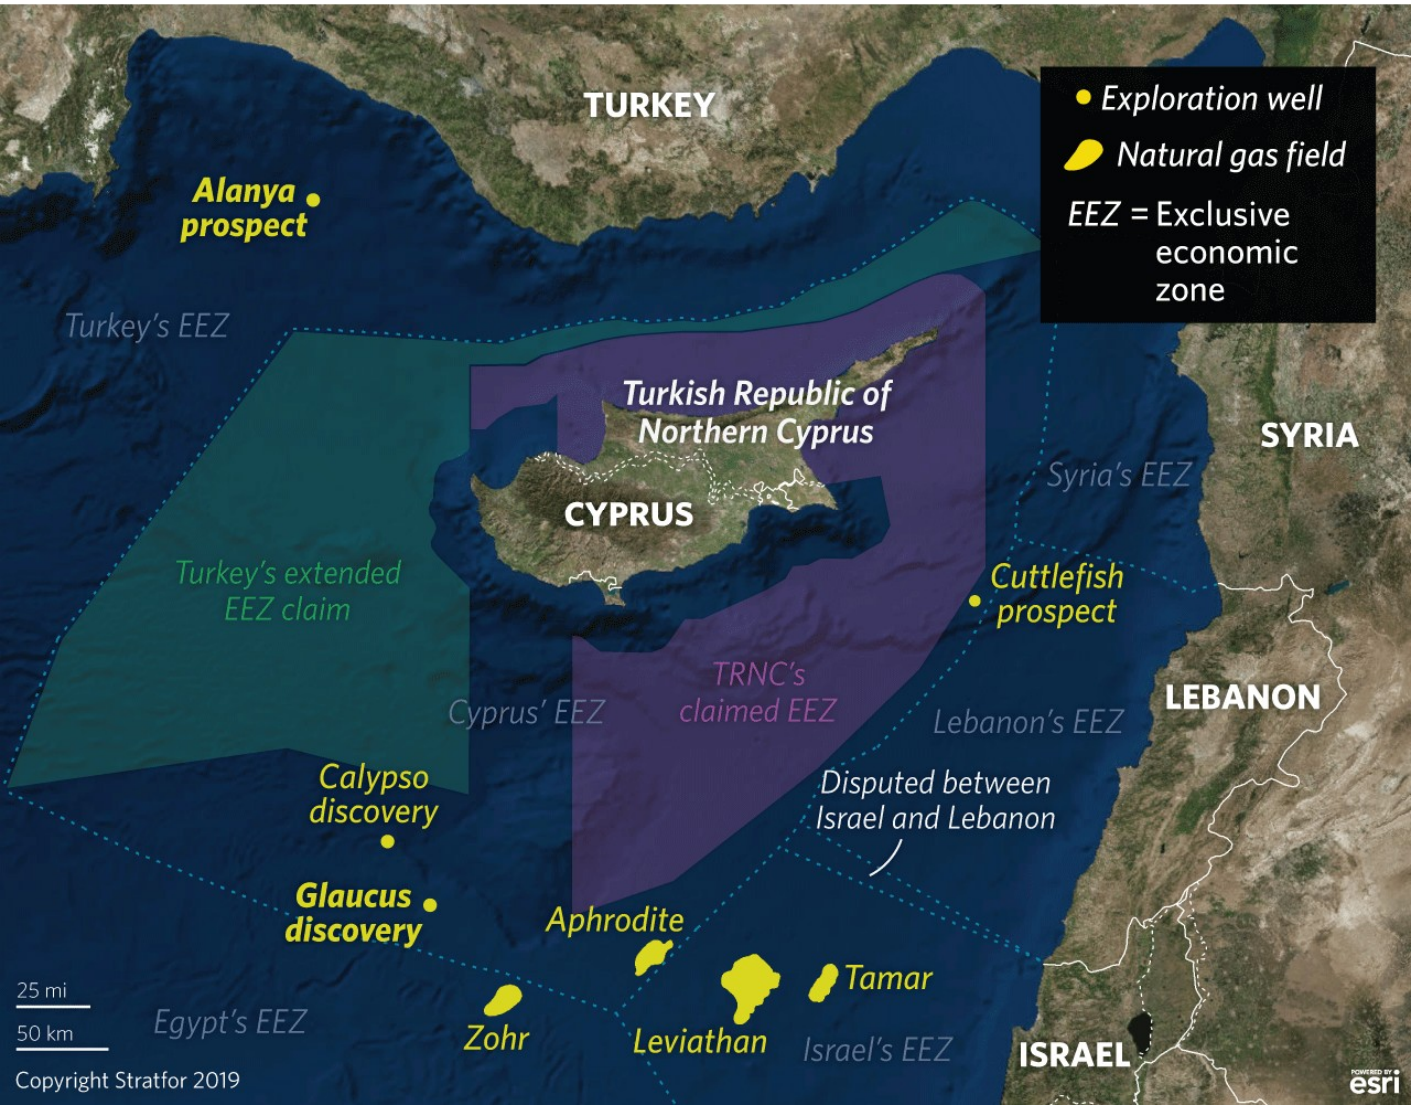 TURKEY
Exploration well
Natural gas field
EEZ = Exclusive
economic
zone
Alanya
prospect
Turkey's EEZ
Turkish Republic of
Northern Cyprus
SYRIA
Syria's EEZ
CYPRUS
Turkey's extended
EEZ claim
Cuttlefish
prospect
TRNC's
claimed EEZ
Cyprus' EEZ
LEBANON
Lebanon's EEZ
Calypso
discovery
Disputed between
Israel and Lebanon
Glaucus
discovery
Aphrodite
Tamar
25 mi
50 km
Egypt's EEZ
Zohr
Leviathan
Israel's EEZ
ISRAEL
Copyright Stratfor 2019
POWERED BY
esri